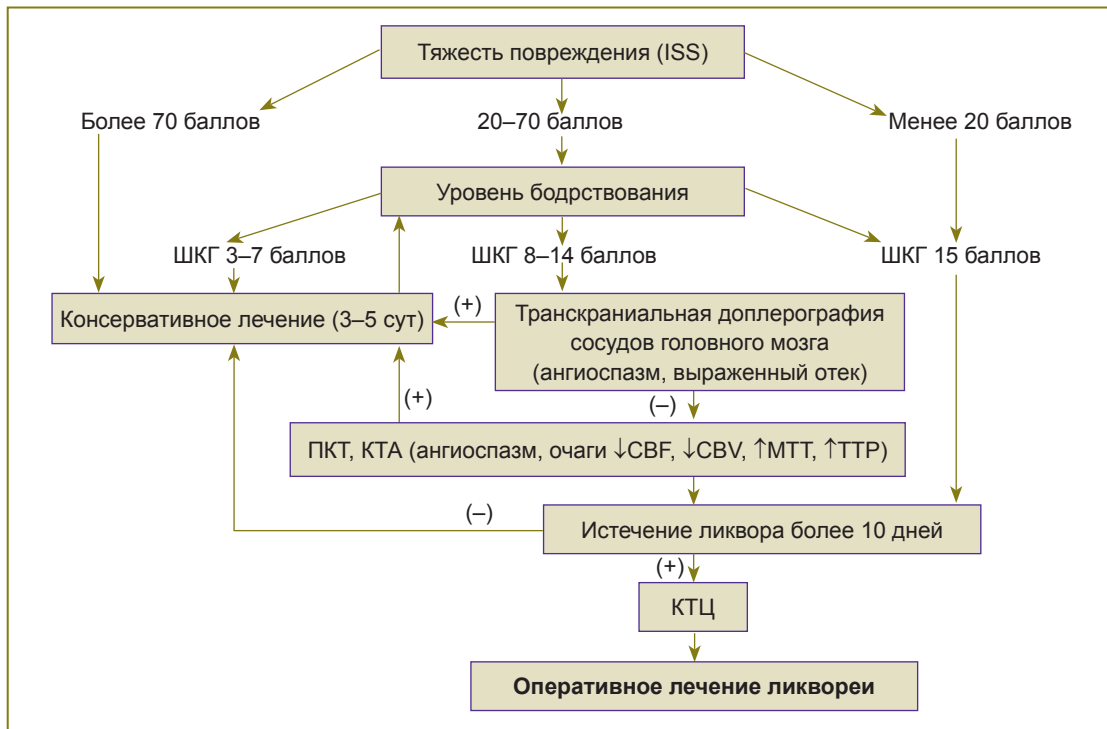 Тяжесть повреждения (ISS)
Более 70 баллов
20–70 баллов
Менее 20 баллов
Уровень бодрствования
ШКГ 3–7 баллов
ШКГ 8–14 баллов
ШКГ 15 баллов
Консервативное лечение (3–5 сут)
(+)
Транскраниальная доплерография
сосудов головного мозга
(ангиоспазм, выраженный отек)
(+)
(–)
ПКТ, КТА (ангиоспазм, очаги ↓CBF, ↓CBV, ↑MTT, ↑TTP)
(–)
Истечение ликвора более 10 дней
(+)
КТЦ
Оперативное лечение ликвореи